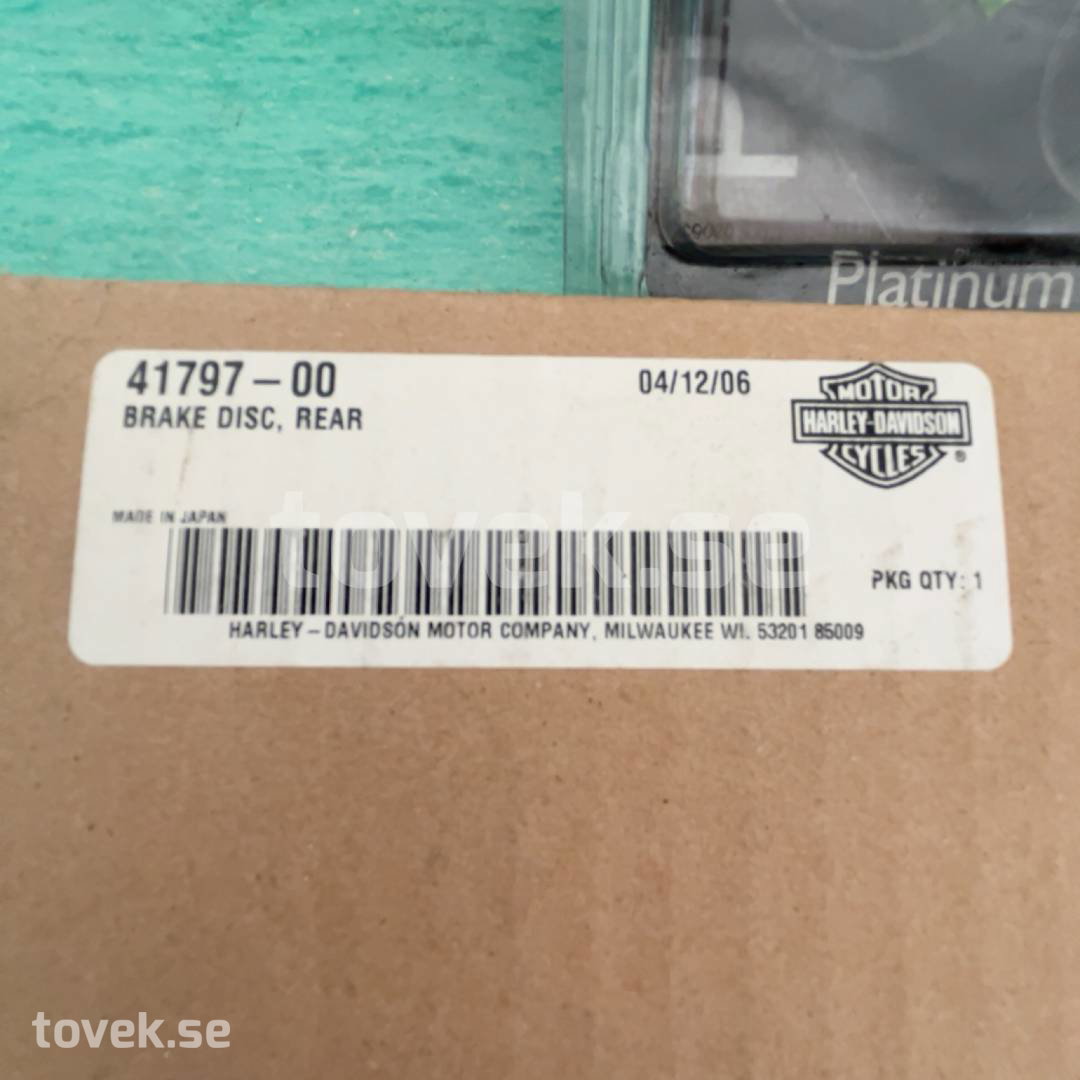 Platinum
41797-00
04/12/06
BRAKE DISC, REAR
MOTOR
HARLEY-DAVIDSON
CYCLES
®
MADE IN JAPAN
tovek.se
PKG QTY: 1
HARLEY-DAVIDSON MOTOR COMPANY, MILWAUKEE WI. 53201 85009
tovek.se